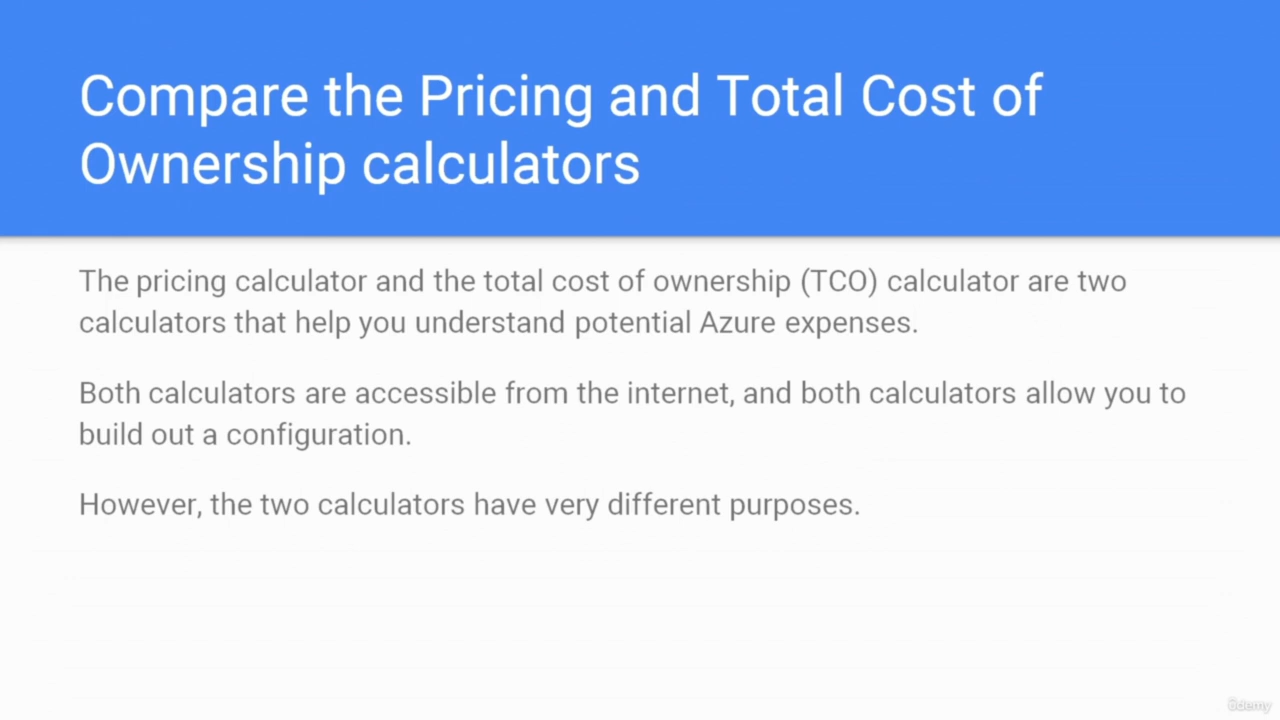 Compare the Pricing and Total Cost of
Ownership calculators
The pricing calculator and the total cost of ownership (TCO) calculator are two
calculators that help you understand potential Azure expenses.
Both calculators are accessible from the internet, and both calculators allow you to
build out a configuration.
However, the two calculators have very different purposes.
ûdemy